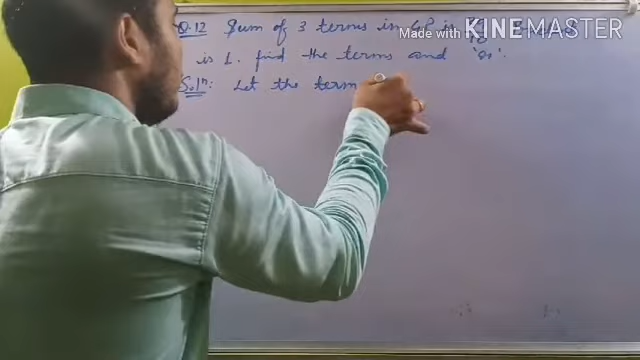 Q.12 Sum of 3 terms in G.P is
Made with KINEMASTER
is 1. find the terms and 'r'.
Solⁿ: Let the term